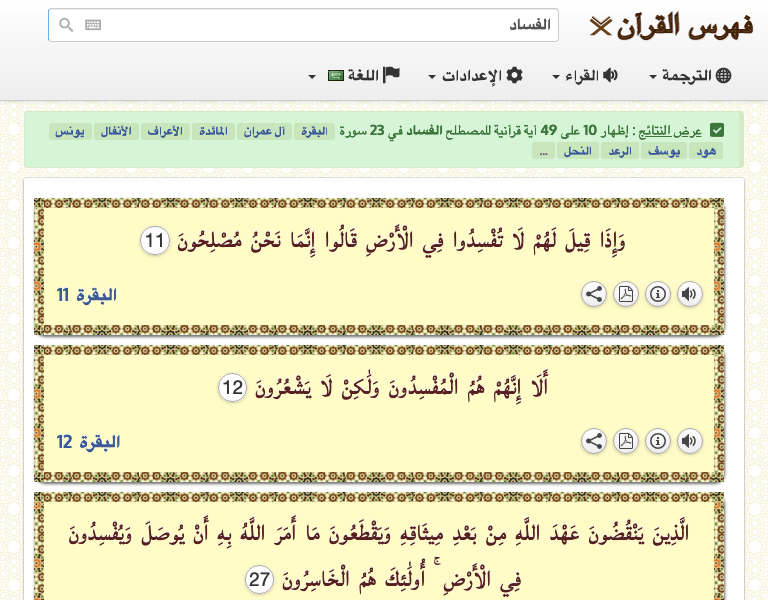 فهرس القرآن
الفساد
الترجمة
القراء
الإعدادات
اللغة
عرض النتائج : إظهار 10 على 49 آية قرآنية للمصطلح الفساد في 23 سورة البقرة آل عمران المائدة الأعراف الأنفال يونس
هود يوسف الرعد النحل ...
وَإِذَا قِيلَ لَهُمْ لَا تُفْسِدُوا فِي الْأَرْضِ قَالُوا إِنَّمَا نَحْنُ مُصْلِحُونَ 11
البقرة 11
أَلَا إِنَّهُمْ هُمُ الْمُفْسِدُونَ وَلَٰكِنْ لَا يَشْعُرُونَ 12
البقرة 12
الَّذِينَ يَنْقُضُونَ عَهْدَ اللَّهِ مِنْ بَعْدِ مِيثَاقِهِ وَيَقْطَعُونَ مَا أَمَرَ اللَّهُ بِهِ أَنْ يُوصَلَ وَيُفْسِدُونَ
فِي الْأَرْضِ ۚ أُولَٰئِكَ هُمُ الْخَاسِرُونَ 27